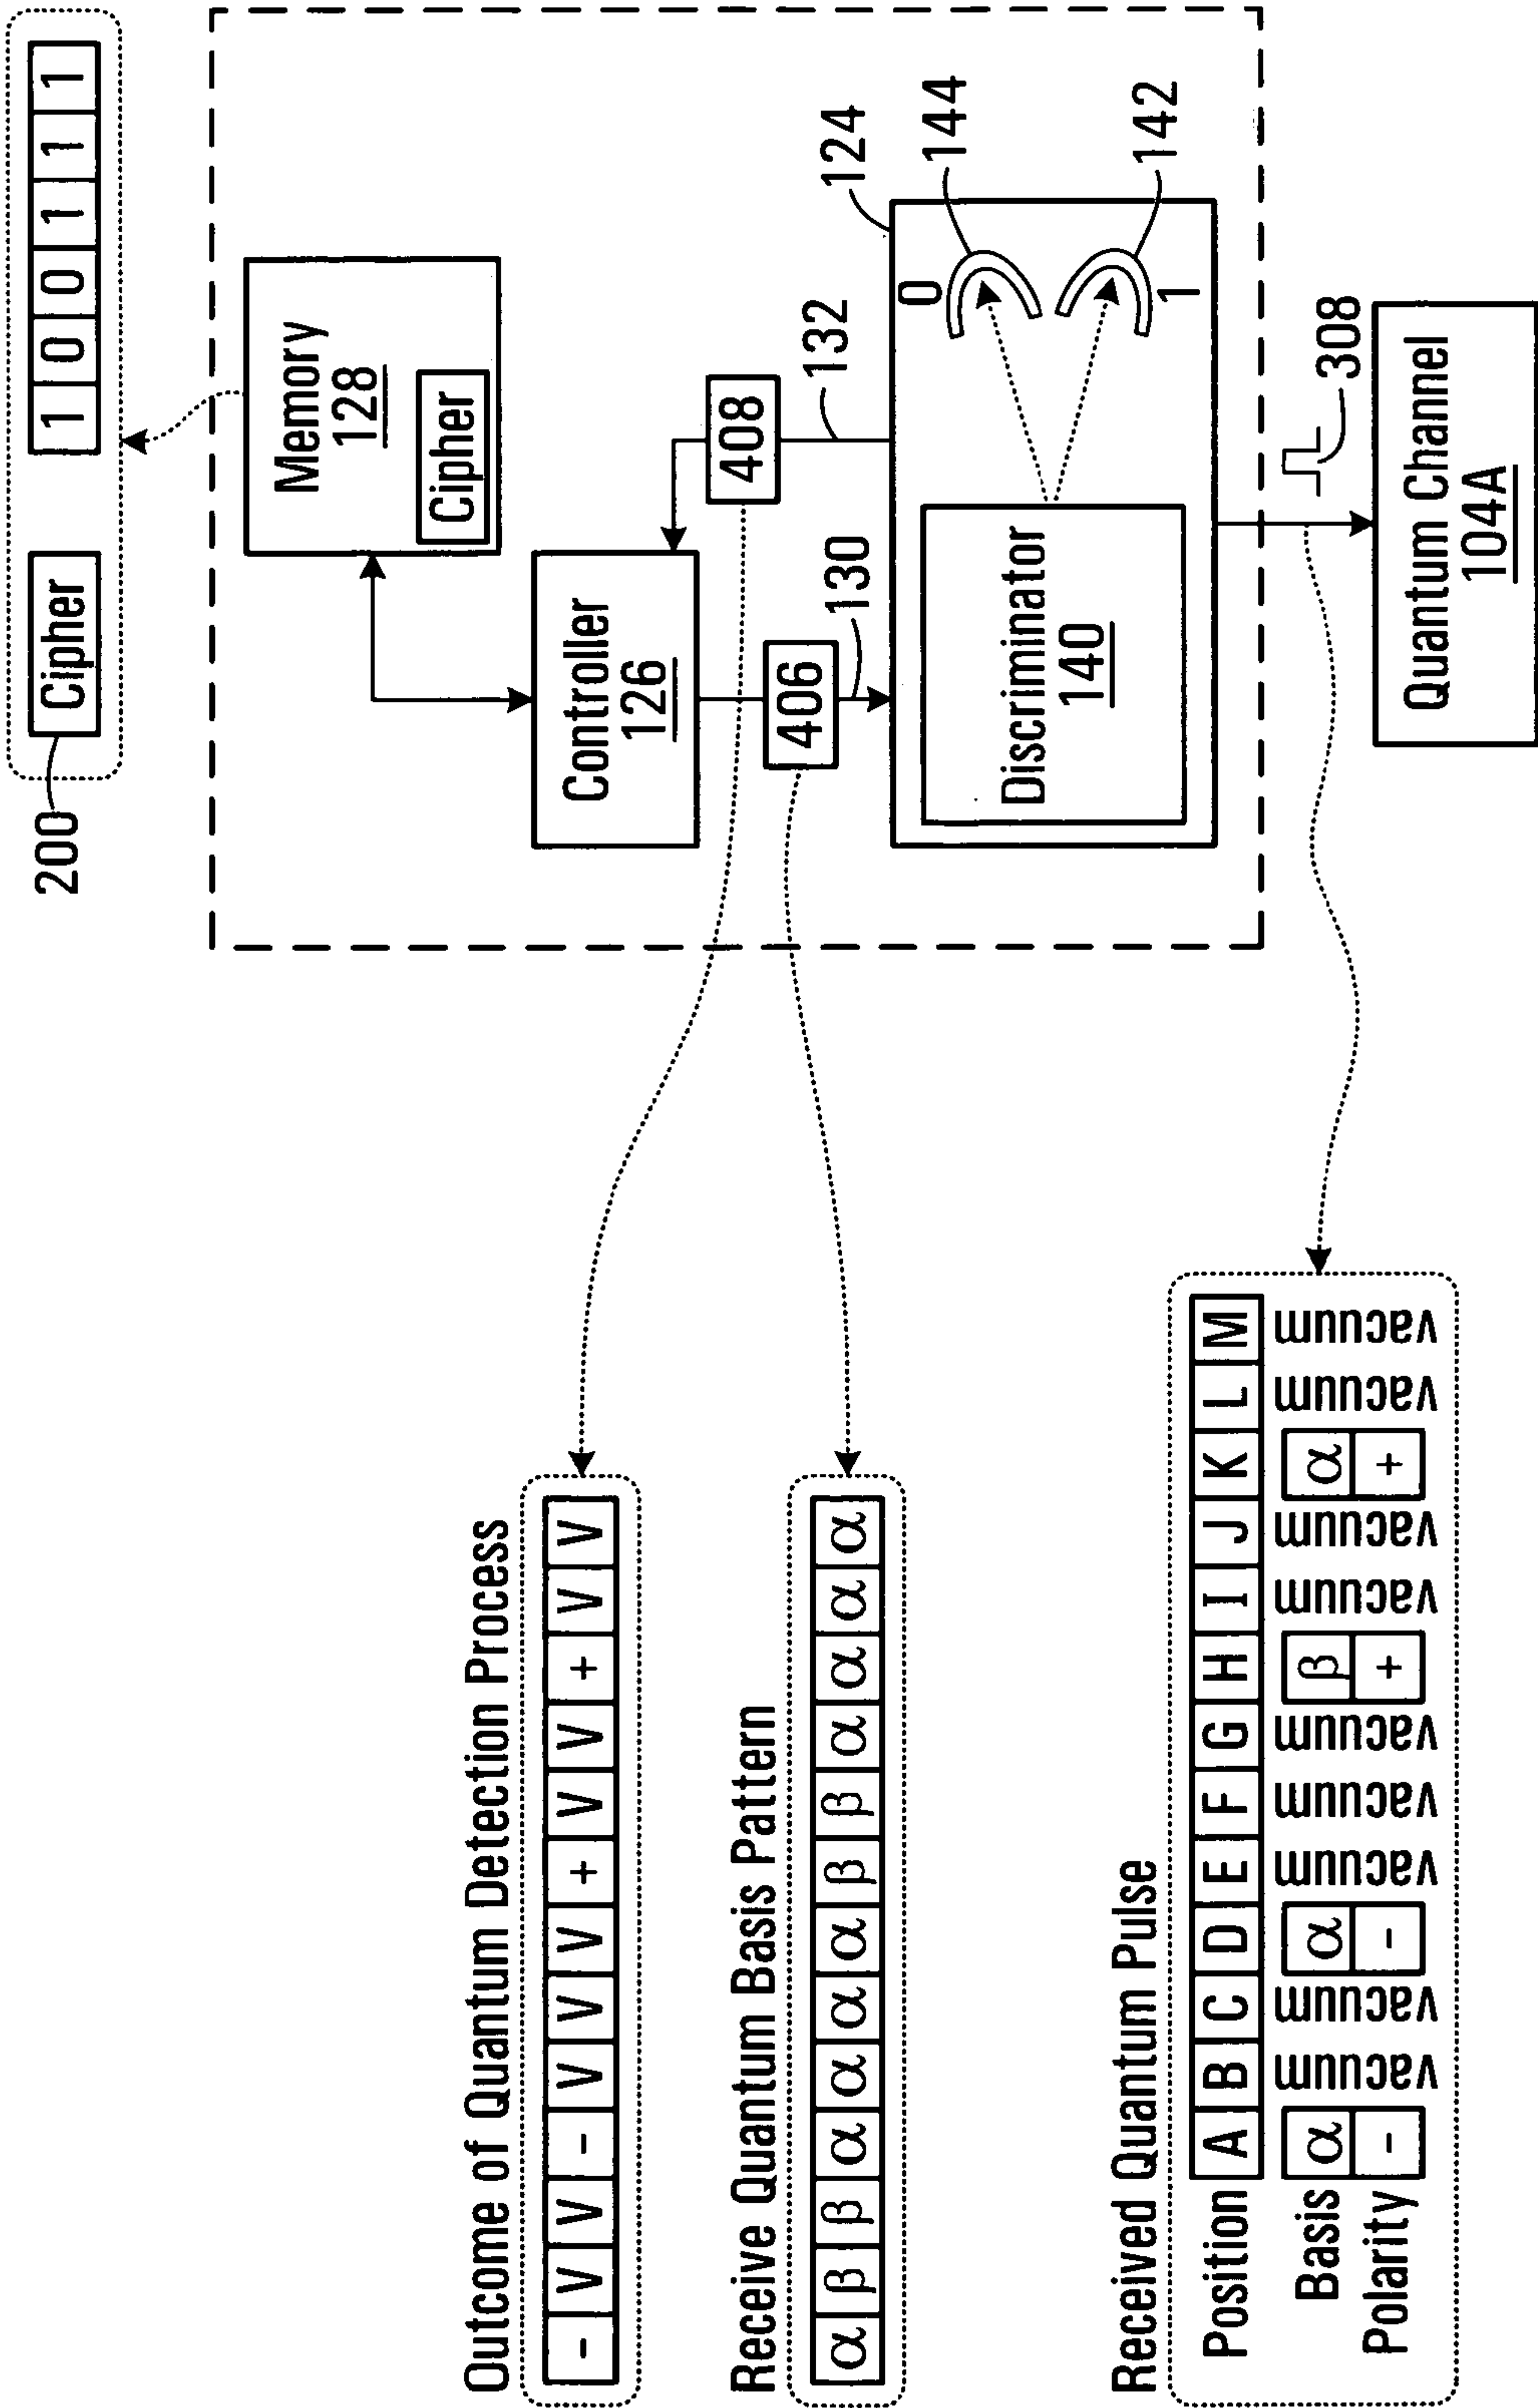 200
Cipher
1 0 0 1 1 1
Memory
128
Cipher
Controller
126
408
406
132
130
124
0
144
Discriminator
140
1
142
308
Quantum Channel
104A
Outcome of Quantum Detection Process
- V V - V V V + V V + V V
Receive Quantum Basis Pattern
α β β α α α α β β α α α α
Received Quantum Pulse
Position A B C D E F G H I J K L M
Basis α vacuum vacuum α vacuum vacuum vacuum β vacuum vacuum α vacuum vacuum
Polarity - - + +